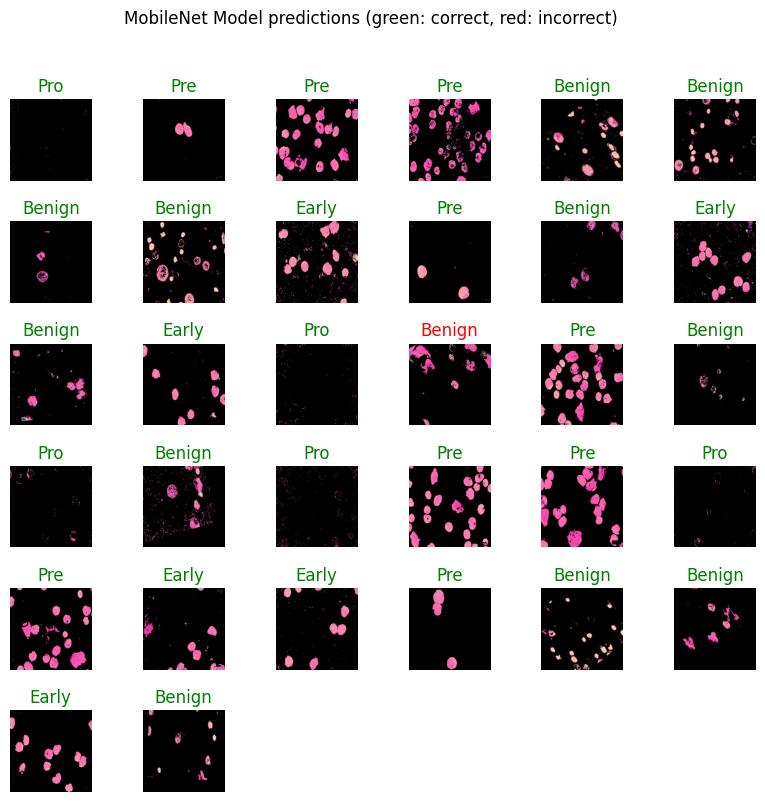 MobileNet Model predictions (green: correct, red: incorrect)
Pro Pre Pre Pre Benign Benign
Benign Benign Early Pre Benign Early
Benign Early Pro Benign Pre Benign
Pro Benign Pro Pre Pre Pro
Pre Early Early Pre Benign Benign
Early Benign